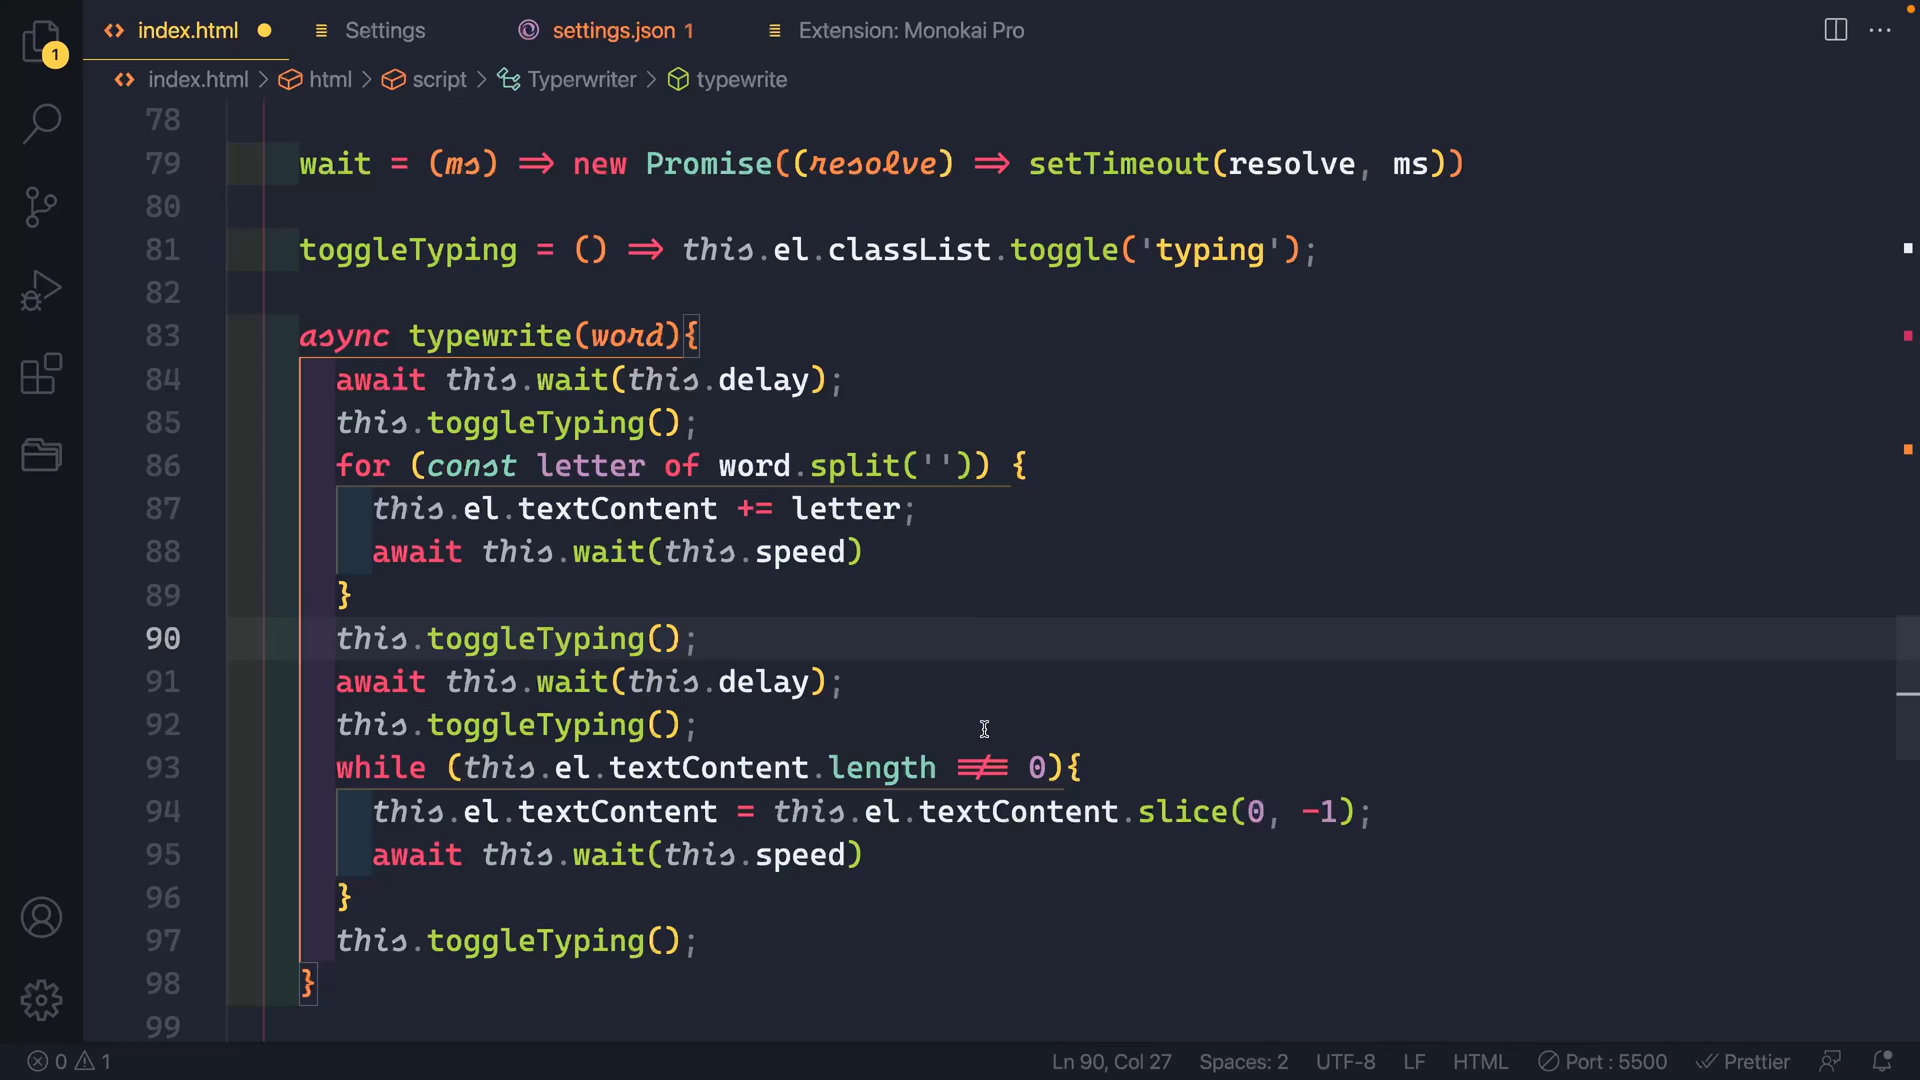 index.html
Settings
settings.json 1
Extension: Monokai Pro
1
index.html > html > script > Typerwriter > typewrite
78
79 wait = (ms) => new Promise((resolve) => setTimeout(resolve, ms))
80
81 toggleTyping = () => this.el.classList.toggle('typing');
82
83 async typewrite(word){
84 await this.wait(this.delay);
85 this.toggleTyping();
86 for (const letter of word.split('')) {
87 this.el.textContent += letter;
88 await this.wait(this.speed)
89 }
90 this.toggleTyping();
91 await this.wait(this.delay);
92 this.toggleTyping();
93 while (this.el.textContent.length !== 0){
94 this.el.textContent = this.el.textContent.slice(0, -1);
95 await this.wait(this.speed)
96 }
97 this.toggleTyping();
98 }
99
0 1 Ln 90, Col 27 Spaces: 2 UTF-8 LF HTML Port : 5500 Prettier